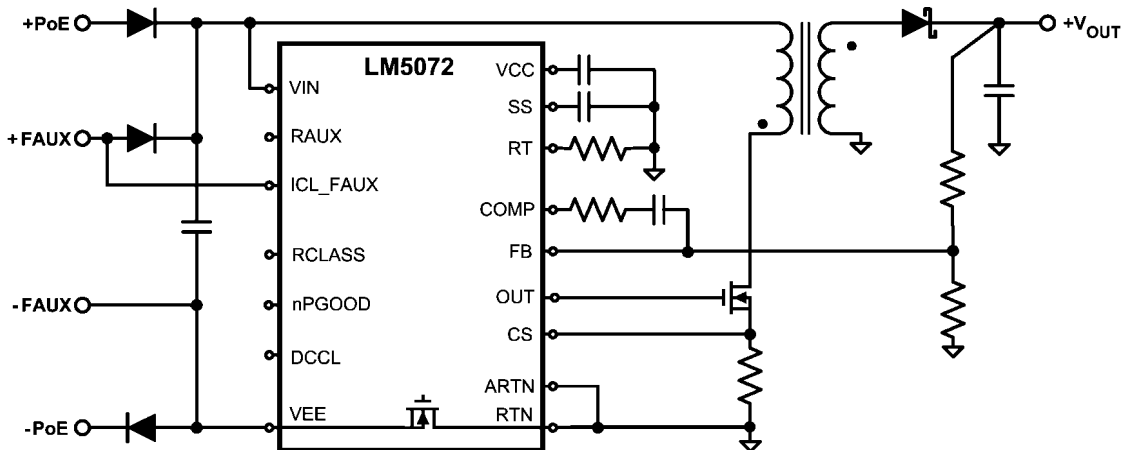 +PoE
+FAUX
-FAUX
-PoE
LM5072
VIN
RAUX
ICL_FAUX
RCLASS
nPGOOD
DCCL
VEE
VCC
SS
RT
COMP
FB
OUT
CS
ARTN
RTN
+VOUT